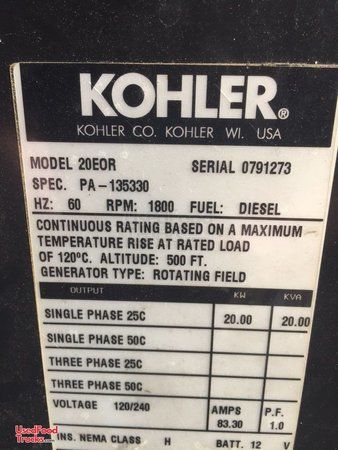 KOHLER®
KOHLER CO. KOHLER WI. USA
MODEL 20EOR SERIAL 0791273
SPEC. PA-135330
HZ: 60 RPM: 1800 FUEL: DIESEL
CONTINUOUS RATING BASED ON A MAXIMUM
TEMPERATURE RISE AT RATED LOAD
OF 120ºC. ALTITUDE: 500 FT.
GENERATOR TYPE: ROTATING FIELD
OUTPUT KW KVA
SINGLE PHASE 25C 20.00 20.00
SINGLE PHASE 50C
THREE PHASE 25C
THREE PHASE 50C
VOLTAGE 120/240 AMPS P.F.
83.30 1.0
INS. NEMA CLASS H BATT. 12 V
UsedFood
Trucks